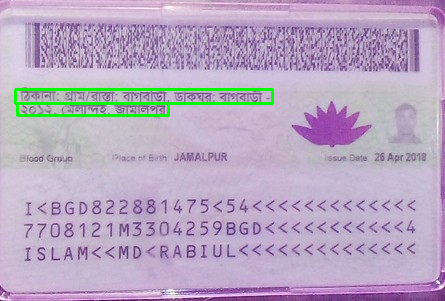 ঠিকানা: গ্রাম/রাস্তা: বাগবাড়ী, ডাকঘর: বাগবাড়ী -
২০১২, মেলান্দহ, জামালপুর
Blood Group Place of Birth JAMALPUR Issue Date 26 Apr 2018
I<BGD822881475<54<<<<<<<<<<<<<
7708121M3304259BGD<<<<<<<<<<<4
ISLAM<<MD<RABIUL<<<<<<<<<<<<<<